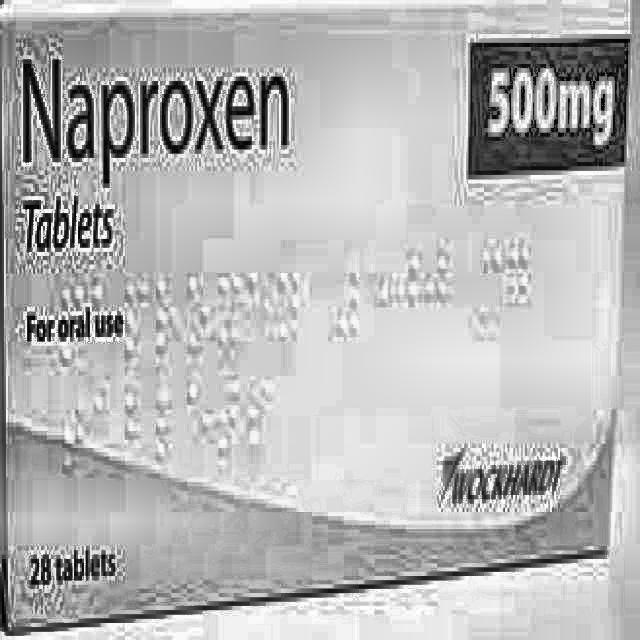 Naproxen
500mg
Tablets
For oral use
WOCKHARDT
28 tablets